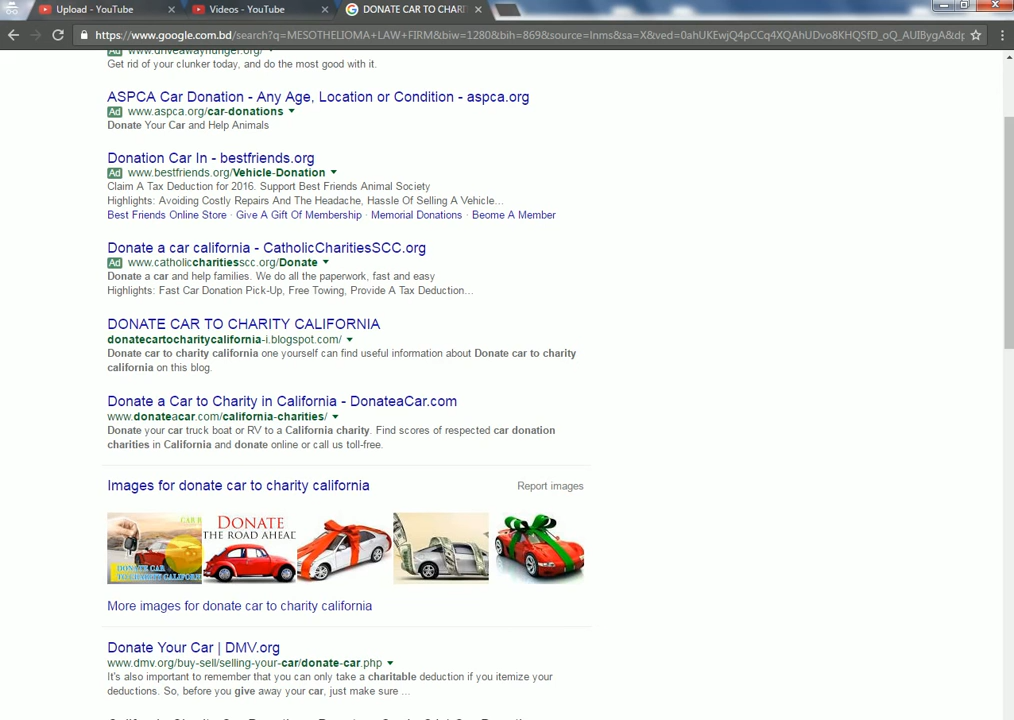 Upload - YouTube
Videos - YouTube
DONATE CAR TO CHARI
https://www.google.com.bd/search?q=MESOTHELIOMA+LAW+FIRM&biw=1280&bih=869&source=lnms&sa=X&ved=0ahUKEwjQ4pCCq4XQAhUDvo8KHQSfD_oQ_AUIBygA&dp
Ad www.driveawayhunger.org/
Get rid of your clunker today, and do the most good with it.
ASPCA Car Donation - Any Age, Location or Condition - aspca.org
Ad www.aspca.org/car-donations
Donate Your Car and Help Animals
Donation Car In - bestfriends.org
Ad www.bestfriends.org/Vehicle-Donation
Claim A Tax Deduction for 2016. Support Best Friends Animal Society
Highlights: Avoiding Costly Repairs And The Headache, Hassle Of Selling A Vehicle...
Best Friends Online Store · Give A Gift Of Membership · Memorial Donations · Beome A Member
Donate a car california - CatholicCharitiesSCC.org
Ad www.catholiccharitiesscc.org/Donate
Donate a car and help families. We do all the paperwork, fast and easy
Highlights: Fast Car Donation Pick-Up, Free Towing, Provide A Tax Deduction...
DONATE CAR TO CHARITY CALIFORNIA
donatecartocharitycalifornia-i.blogspot.com/
Donate car to charity california one yourself can find useful information about Donate car to charity
california on this blog.
Donate a Car to Charity in California - DonateaCar.com
www.donateacar.com/california-charities/
Donate your car truck boat or RV to a California charity. Find scores of respected car donation
charities in California and donate online or call us toll-free.
Images for donate car to charity california
Report images
CAR
DONATE CAR
TO CHARITY CALIFORN
DONATE
THE ROAD AHEAD
More images for donate car to charity california
Donate Your Car | DMV.org
www.dmv.org/buy-sell/selling-your-car/donate-car.php
It's also important to remember that you can only take a charitable deduction if you itemize your
deductions. So, before you give away your car, just make sure ...